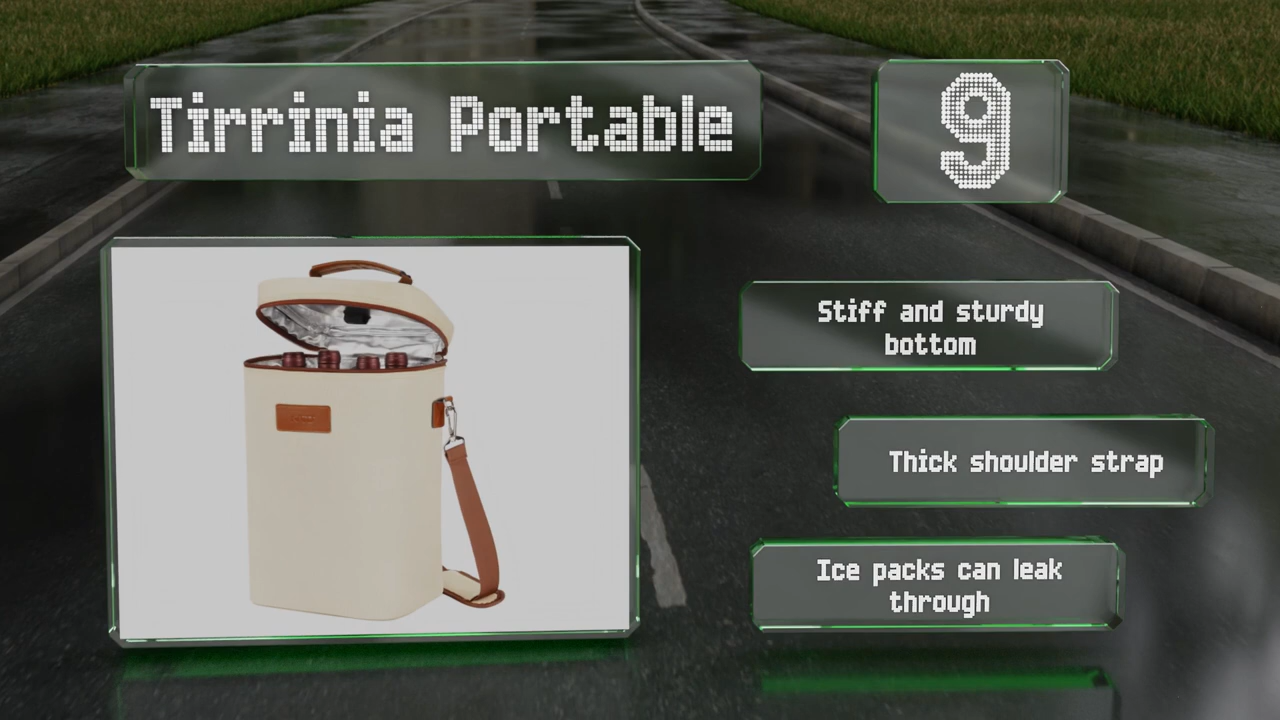 Tirrinia Portable
9
Stiff and sturdy
bottom
Thick shoulder strap
Ice packs can leak
through